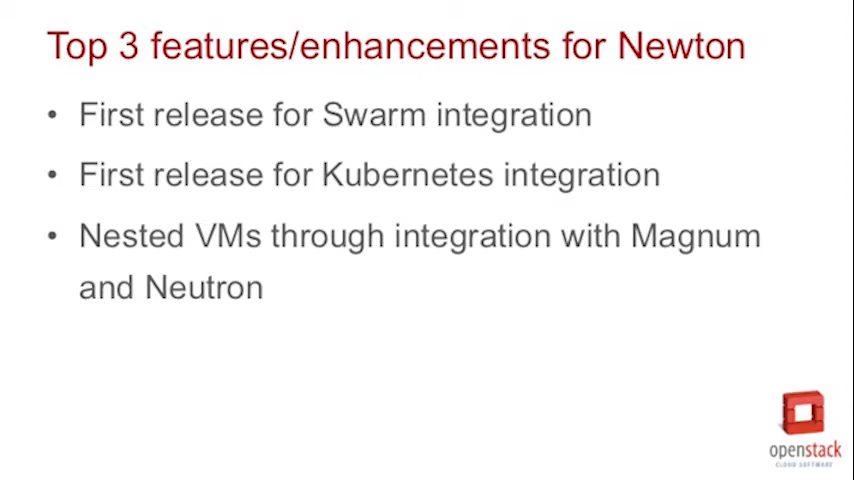 Top 3 features/enhancements for Newton
• First release for Swarm integration
• First release for Kubernetes integration
• Nested VMs through integration with Magnum
and Neutron
openstack
CLOUD SOFTWARE